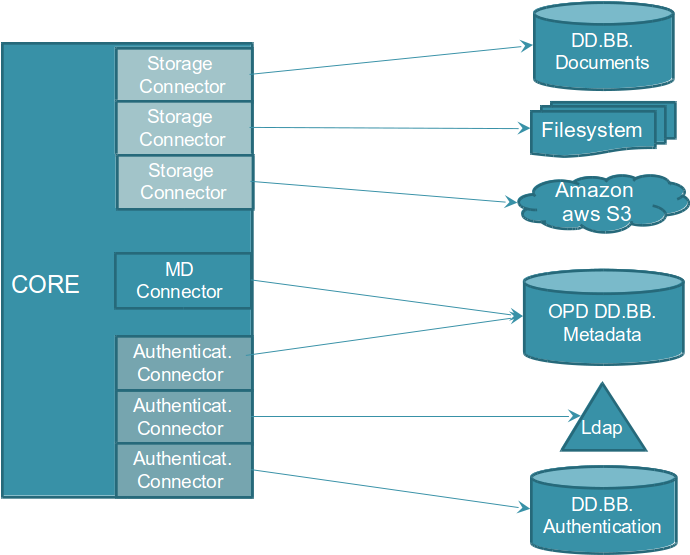 CORE
Storage
Connector
Storage
Connector
Storage
Connector
MD
Connector
Authenticat.
Connector
Authenticat.
Connector
Authenticat.
Connector
DD.BB.
Documents
Filesystem
Amazon
aws S3
OPD DD.BB.
Metadata
Ldap
DD.BB.
Authentication